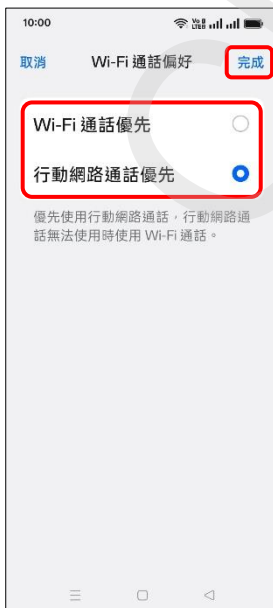 10:00
取消 Wi-Fi 通話偏好 完成
Wi-Fi 通話優先
行動網路通話優先
優先使用行動網路通話，行動網路通
話無法使用時使用 Wi-Fi 通話。